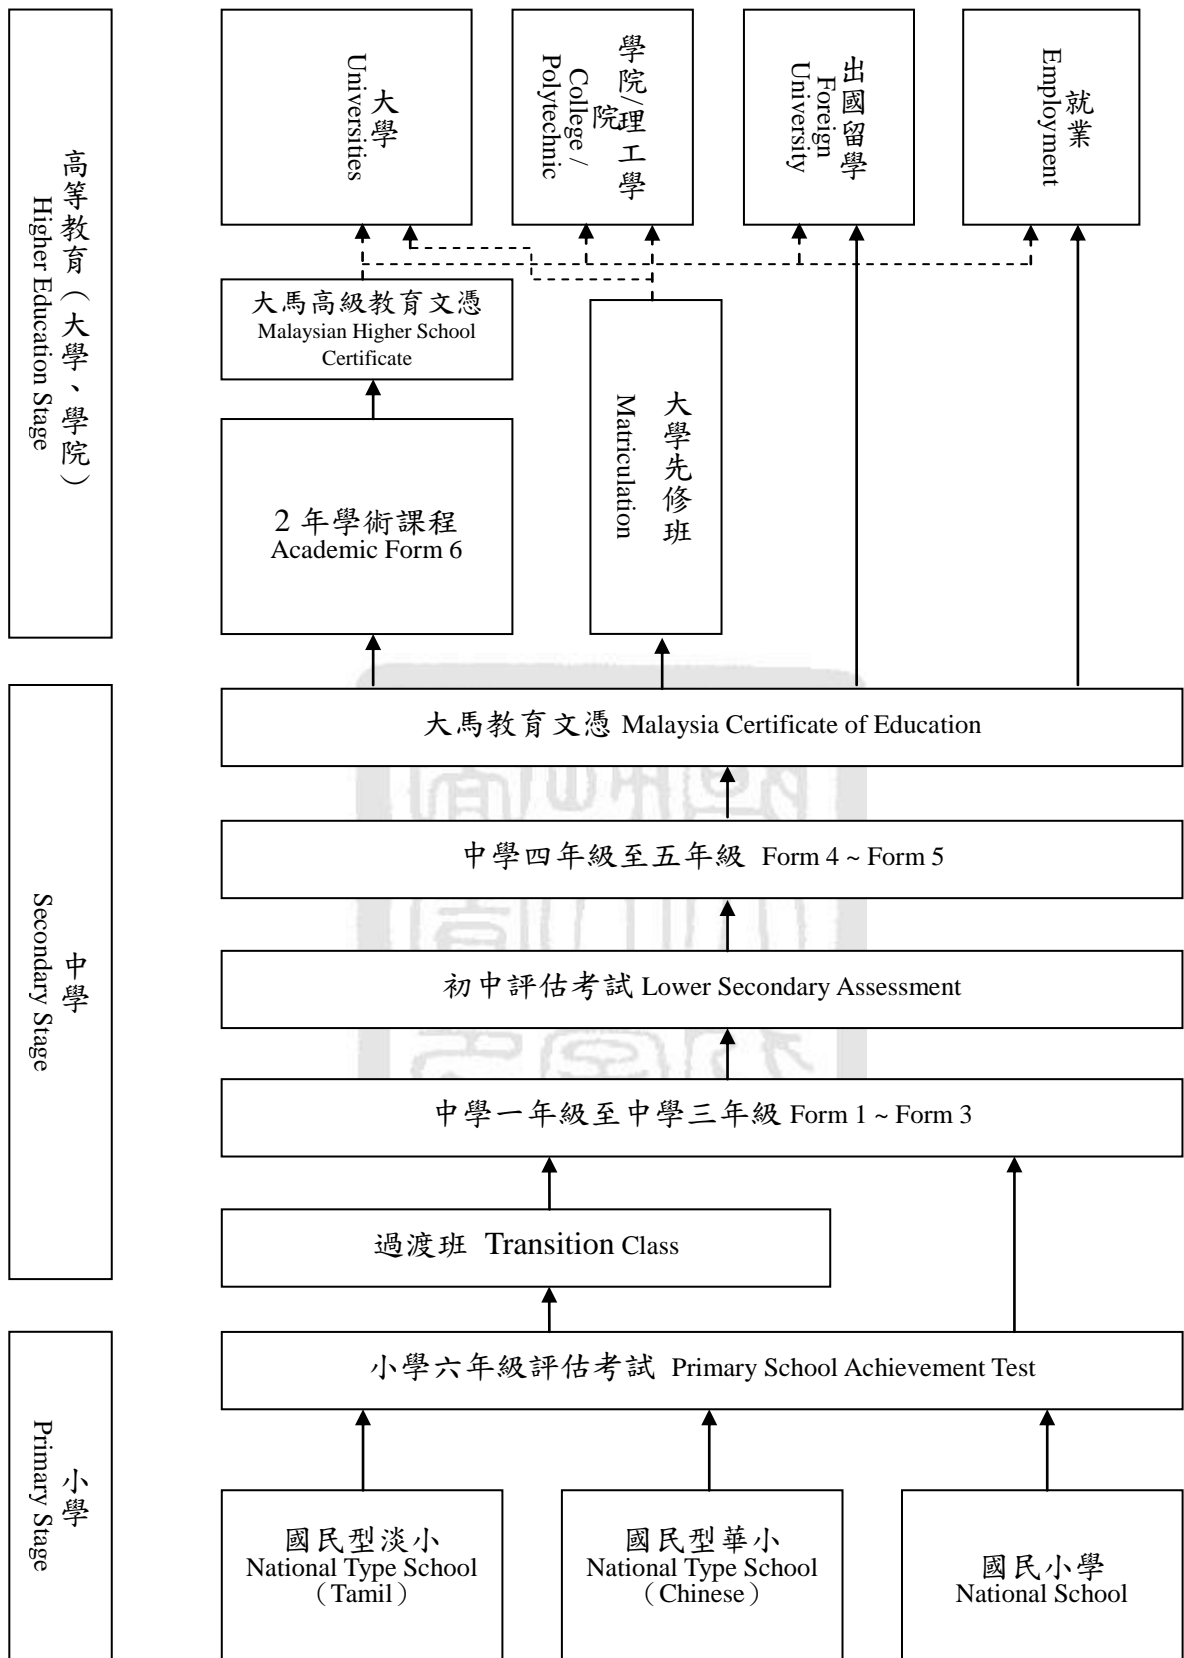 高等教育（大學、學院）
Higher Education Stage
大學
Universities
學院/理工學
院
College /
Polytechnic
出國留學
Foreign
University
就業
Employment
大馬高級教育文憑
Malaysian Higher School
Certificate
2 年學術課程
Academic Form 6
大學先修班
Matriculation
中學
Secondary Stage
大馬教育文憑 Malaysia Certificate of Education
中學四年級至五年級 Form 4 ~ Form 5
初中評估考試 Lower Secondary Assessment
中學一年級至中學三年級 Form 1 ~ Form 3
過渡班 Transition Class
小學
Primary Stage
小學六年級評估考試 Primary School Achievement Test
國民型淡小
National Type School
（Tamil）
國民型華小
National Type School
（Chinese）
國民小學
National School